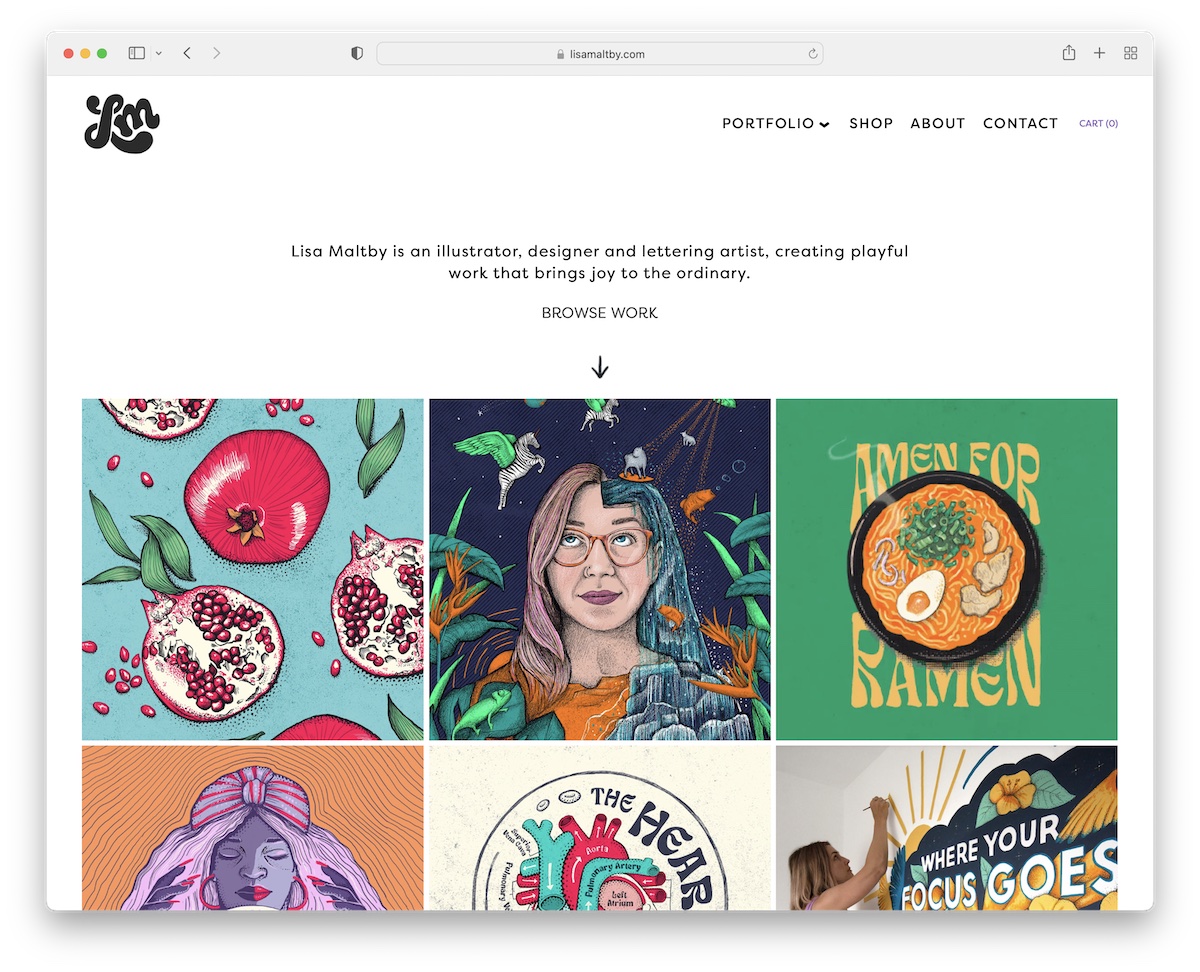 lisamaltby.com
Lm
PORTFOLIO
SHOP
ABOUT
CONTACT
CART (0)
Lisa Maltby is an illustrator, designer and lettering artist, creating playful
work that brings joy to the ordinary.
BROWSE WORK
AMEN FOR
RAMEN
THE HEAR
Superior
Vena Cava
Aorta
Pulmonary Artery
Pulmonary
Left
Atrium
WHERE YOUR
FOCUS GOES